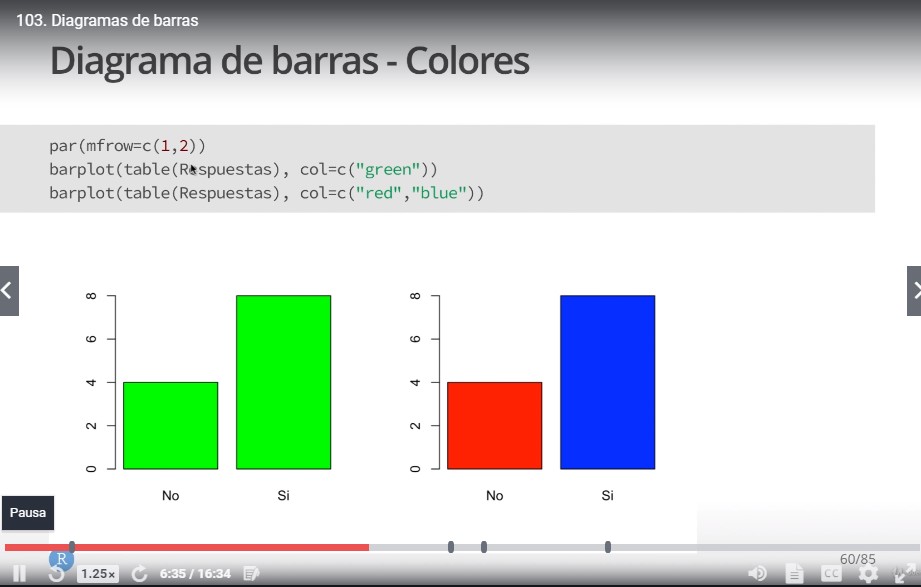 103. Diagramas de barras
Diagrama de barras - Colores
par(mfrow=c(1,2))
barplot(table(Respuestas), col=c("green"))
barplot(table(Respuestas), col=c("red","blue"))
8
6
4
2
0
No
Si
8
6
4
2
0
No
Si
Pausa
R
60/85
1.25×
6:35 / 16:34
CC